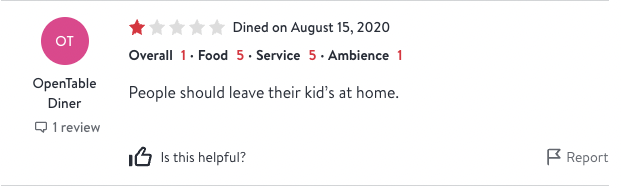 OT
OpenTable
Diner
1 review
Dined on August 15, 2020
Overall 1 · Food 5 · Service 5 · Ambience 1
People should leave their kid's at home.
Is this helpful?
Report